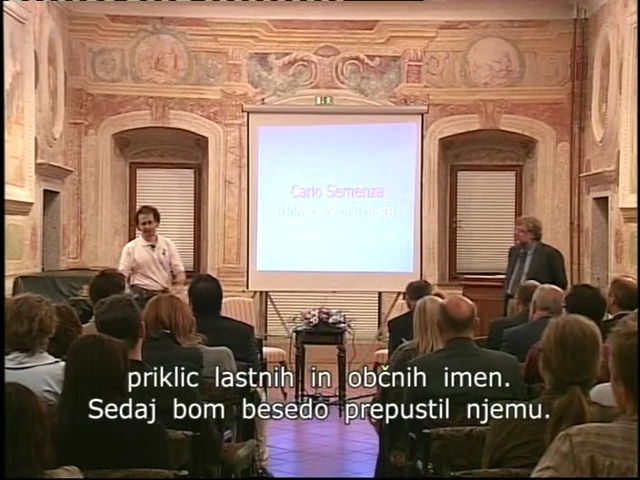 Carlo Semenza
priklic lastnih in občnih imen.
Sedaj bom besedo prepustil njemu.